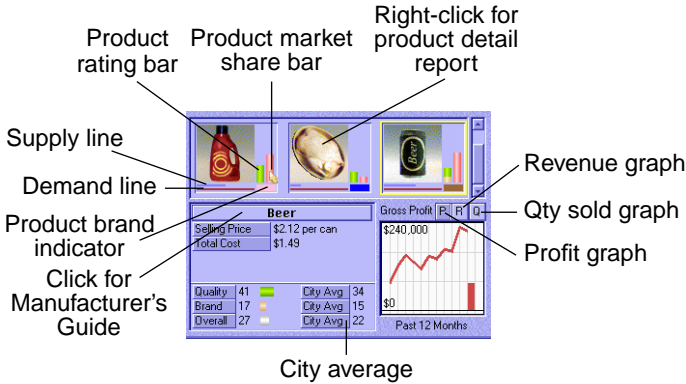 Product
rating bar
Product market
share bar
Right-click for
product detail
report
Supply line
Demand line
Product brand
indicator
Click for
Manufacturer's
Guide
Beer
Beer
Selling Price $2.12 per can
Total Cost $1.49
Quality 41 City Avg 34
Brand 17 City Avg 15
Overall 27 City Avg 22
Gross Profit P R Q
$240,000
$0
Past 12 Months
Revenue graph
Qty sold graph
Profit graph
City average